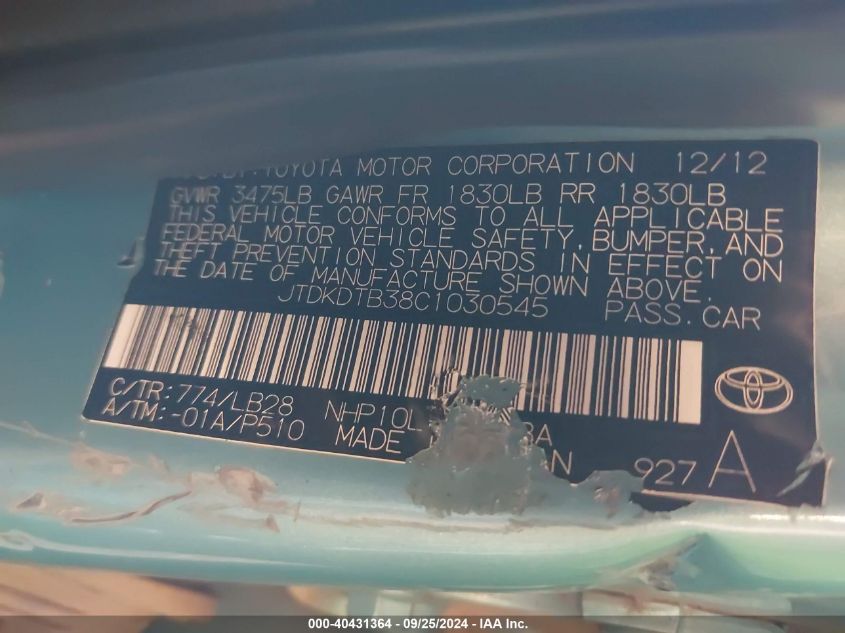 TOYOTA MOTOR CORPORATION 12/12
GVWR 3475LB GAWR FR 1830LB RR 1830LB
THIS VEHICLE CONFORMS TO ALL APPLICABLE
FEDERAL MOTOR VEHICLE SAFETY, BUMPER, AND
THEFT PREVENTION STANDARDS IN EFFECT ON
THE DATE OF MANUFACTURE SHOWN ABOVE.
JTDKDTB38C1030545 PASS.CAR
C/TR:774/LB28 NHP10L
A/TM:-01A/P510 MADE 927 A
000-40431364 - 09/25/2024 - IAA Inc.